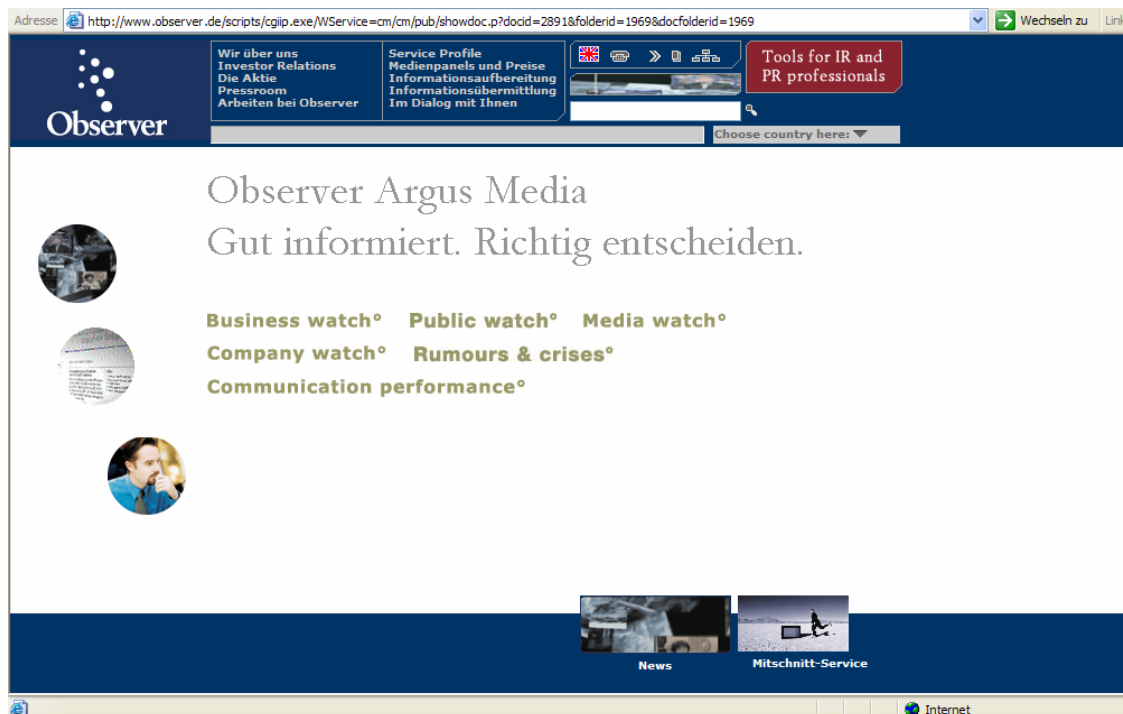 Adresse http://www.observer.de/scripts/cgiip.exe/WService=cm/cm/pub/showdoc.p?docid=2891&folderid=1969&docfolderid=1969 Wechseln zu Link
Observer
Wir über uns
Investor Relations
Die Aktie
Pressroom
Arbeiten bei Observer
Service Profile
Medienpanels und Preise
Informationsaufbereitung
Informationsübermittlung
Im Dialog mit Ihnen
Tools for IR and
PR professionals
Choose country here:
Observer Argus Media
Gut informiert. Richtig entscheiden.
Business watch° Public watch° Media watch°
Company watch° Rumours & crises°
Communication performance°
News Mitschnitt-Service
Internet